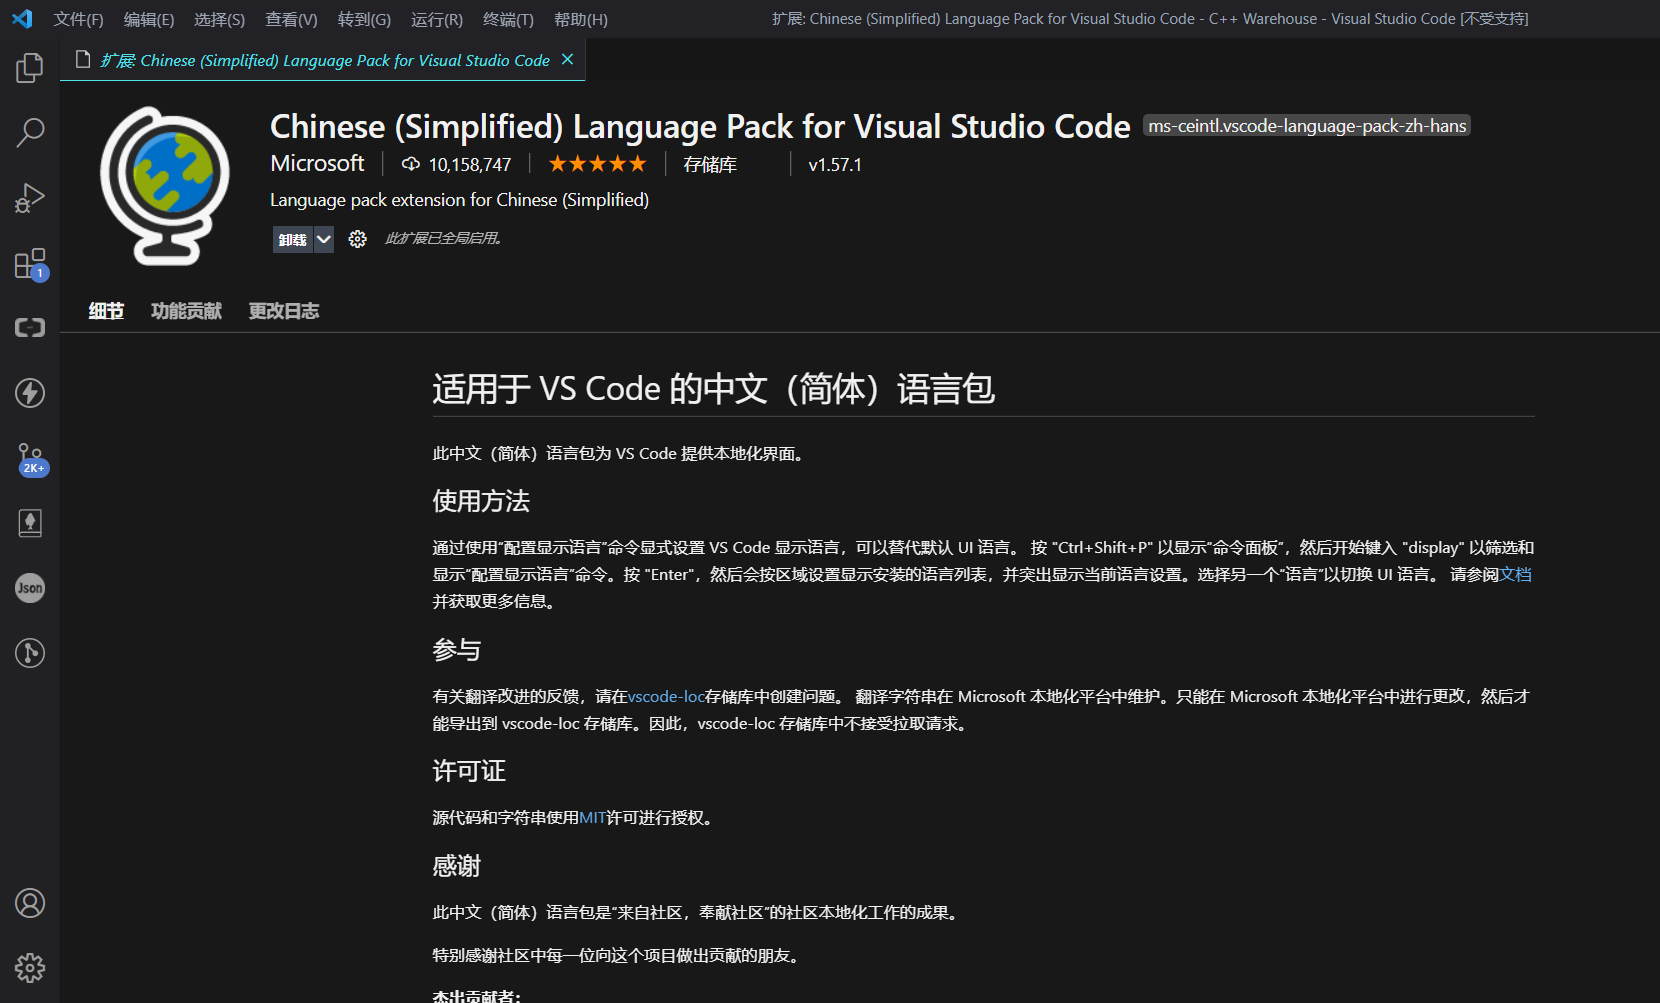 文件(F) 编辑(E) 选择(S) 查看(V) 转到(G) 运行(R) 终端(T) 帮助(H) 扩展: Chinese (Simplified) Language Pack for Visual Studio Code - C++ Warehouse - Visual Studio Code [不受支持]
扩展: Chinese (Simplified) Language Pack for Visual Studio Code
Chinese (Simplified) Language Pack for Visual Studio Code ms-ceintl.vscode-language-pack-zh-hans
Microsoft 10,158,747 存储库 v1.57.1
Language pack extension for Chinese (Simplified)
卸载 此扩展已全局启用。
1
细节 功能贡献 更改日志
适用于 VS Code 的中文（简体）语言包
此中文（简体）语言包为 VS Code 提供本地化界面。
2K+
使用方法
通过使用“配置显示语言”命令显式设置 VS Code 显示语言，可以替代默认 UI 语言。 按 "Ctrl+Shift+P" 以显示“命令面板”，然后开始键入 "display" 以筛选和
显示“配置显示语言”命令。按 "Enter"，然后会按区域设置显示安装的语言列表，并突出显示当前语言设置。选择另一个“语言”以切换 UI 语言。 请参阅文档
Json
并获取更多信息。
参与
有关翻译改进的反馈，请在vscode-loc存储库中创建问题。 翻译字符串在 Microsoft 本地化平台中维护。只能在 Microsoft 本地化平台中进行更改，然后才
能导出到 vscode-loc 存储库。因此，vscode-loc 存储库中不接受拉取请求。
许可证
源代码和字符串使用MIT许可进行授权。
感谢
此中文（简体）语言包是“来自社区，奉献社区”的社区本地化工作的成果。
特别感谢社区中每一位向这个项目做出贡献的朋友。
杰出贡献者：